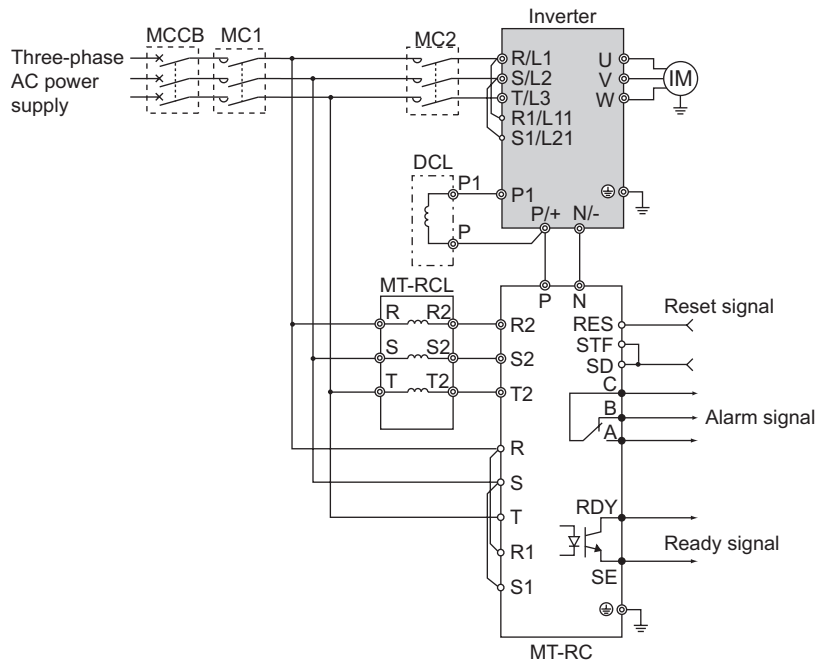 Inverter
MCCB MC1
MC2
Three-phase
AC power
supply
R/L1
S/L2
T/L3
R1/L11
S1/L21
U
V
W
IM
DCL
P1
P
P1
P/+ N/-
MT-RCL
P N
R R2
S S2
T T2
R2
S2
T2
R
S
T
R1
S1
RES
STF
SD
C
B
A
RDY
SE
Reset signal
Alarm signal
Ready signal
MT-RC